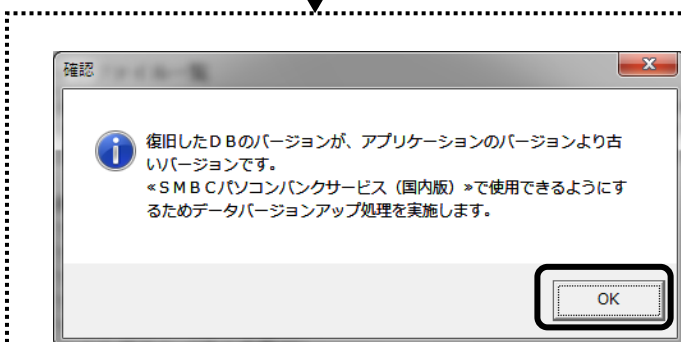 確認
復旧したDBのバージョンが、アプリケーションのバージョンより古
いバージョンです。
≪SMBCパソコンバンクサービス（国内版）≫で使用できるようにす
るためデータバージョンアップ処理を実施します。
OK